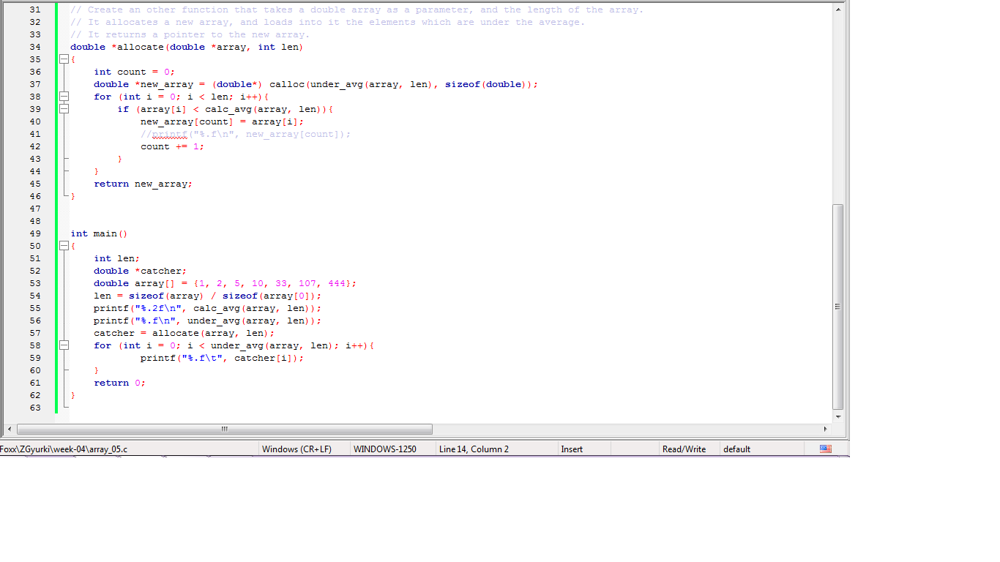 31 // Create an other function that takes a double array as a parameter, and the length of the array.
32 // It allocates a new array, and loads into it the elements which are under the average.
33 // It returns a pointer to the new array.
34 double *allocate(double *array, int len)
35 {
36 int count = 0;
37 double *new_array = (double*) calloc(under_avg(array, len), sizeof(double));
38 for (int i = 0; i < len; i++){
39 if (array[i] < calc_avg(array, len)){
40 new_array[count] = array[i];
41 //printf("%.f\n", new_array[count]);
42 count += 1;
43 }
44 }
45 return new_array;
46 }
47
48
49 int main()
50 {
51 int len;
52 double *catcher;
53 double array[] = {1, 2, 5, 10, 33, 107, 444};
54 len = sizeof(array) / sizeof(array[0]);
55 printf("%.2f\n", calc_avg(array, len));
56 printf("%.f\n", under_avg(array, len));
57 catcher = allocate(array, len);
58 for (int i = 0; i < under_avg(array, len); i++){
59 printf("%.f\t", catcher[i]);
60 }
61 return 0;
62 }
63
Foxx\ZGyurki\week-04\array_05.c Windows (CR+LF) WINDOWS-1250 Line 14, Column 2 Insert Read/Write default